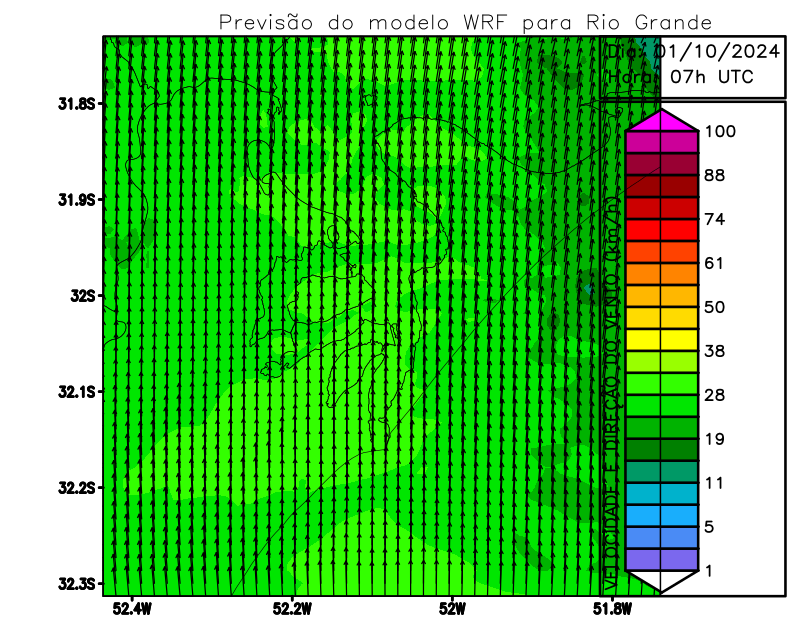 Previsão do modelo WRF para Rio Grande
Dia: 01/10/2024
Hora: 07h UTC
31.8S
31.9S
32S
32.1S
32.2S
32.3S
52.4W
52.2W
52W
51.8W
VELOCIDADE E DIREÇÃO DO VENTO (km/h)
100
88
74
61
50
38
28
19
11
5
1